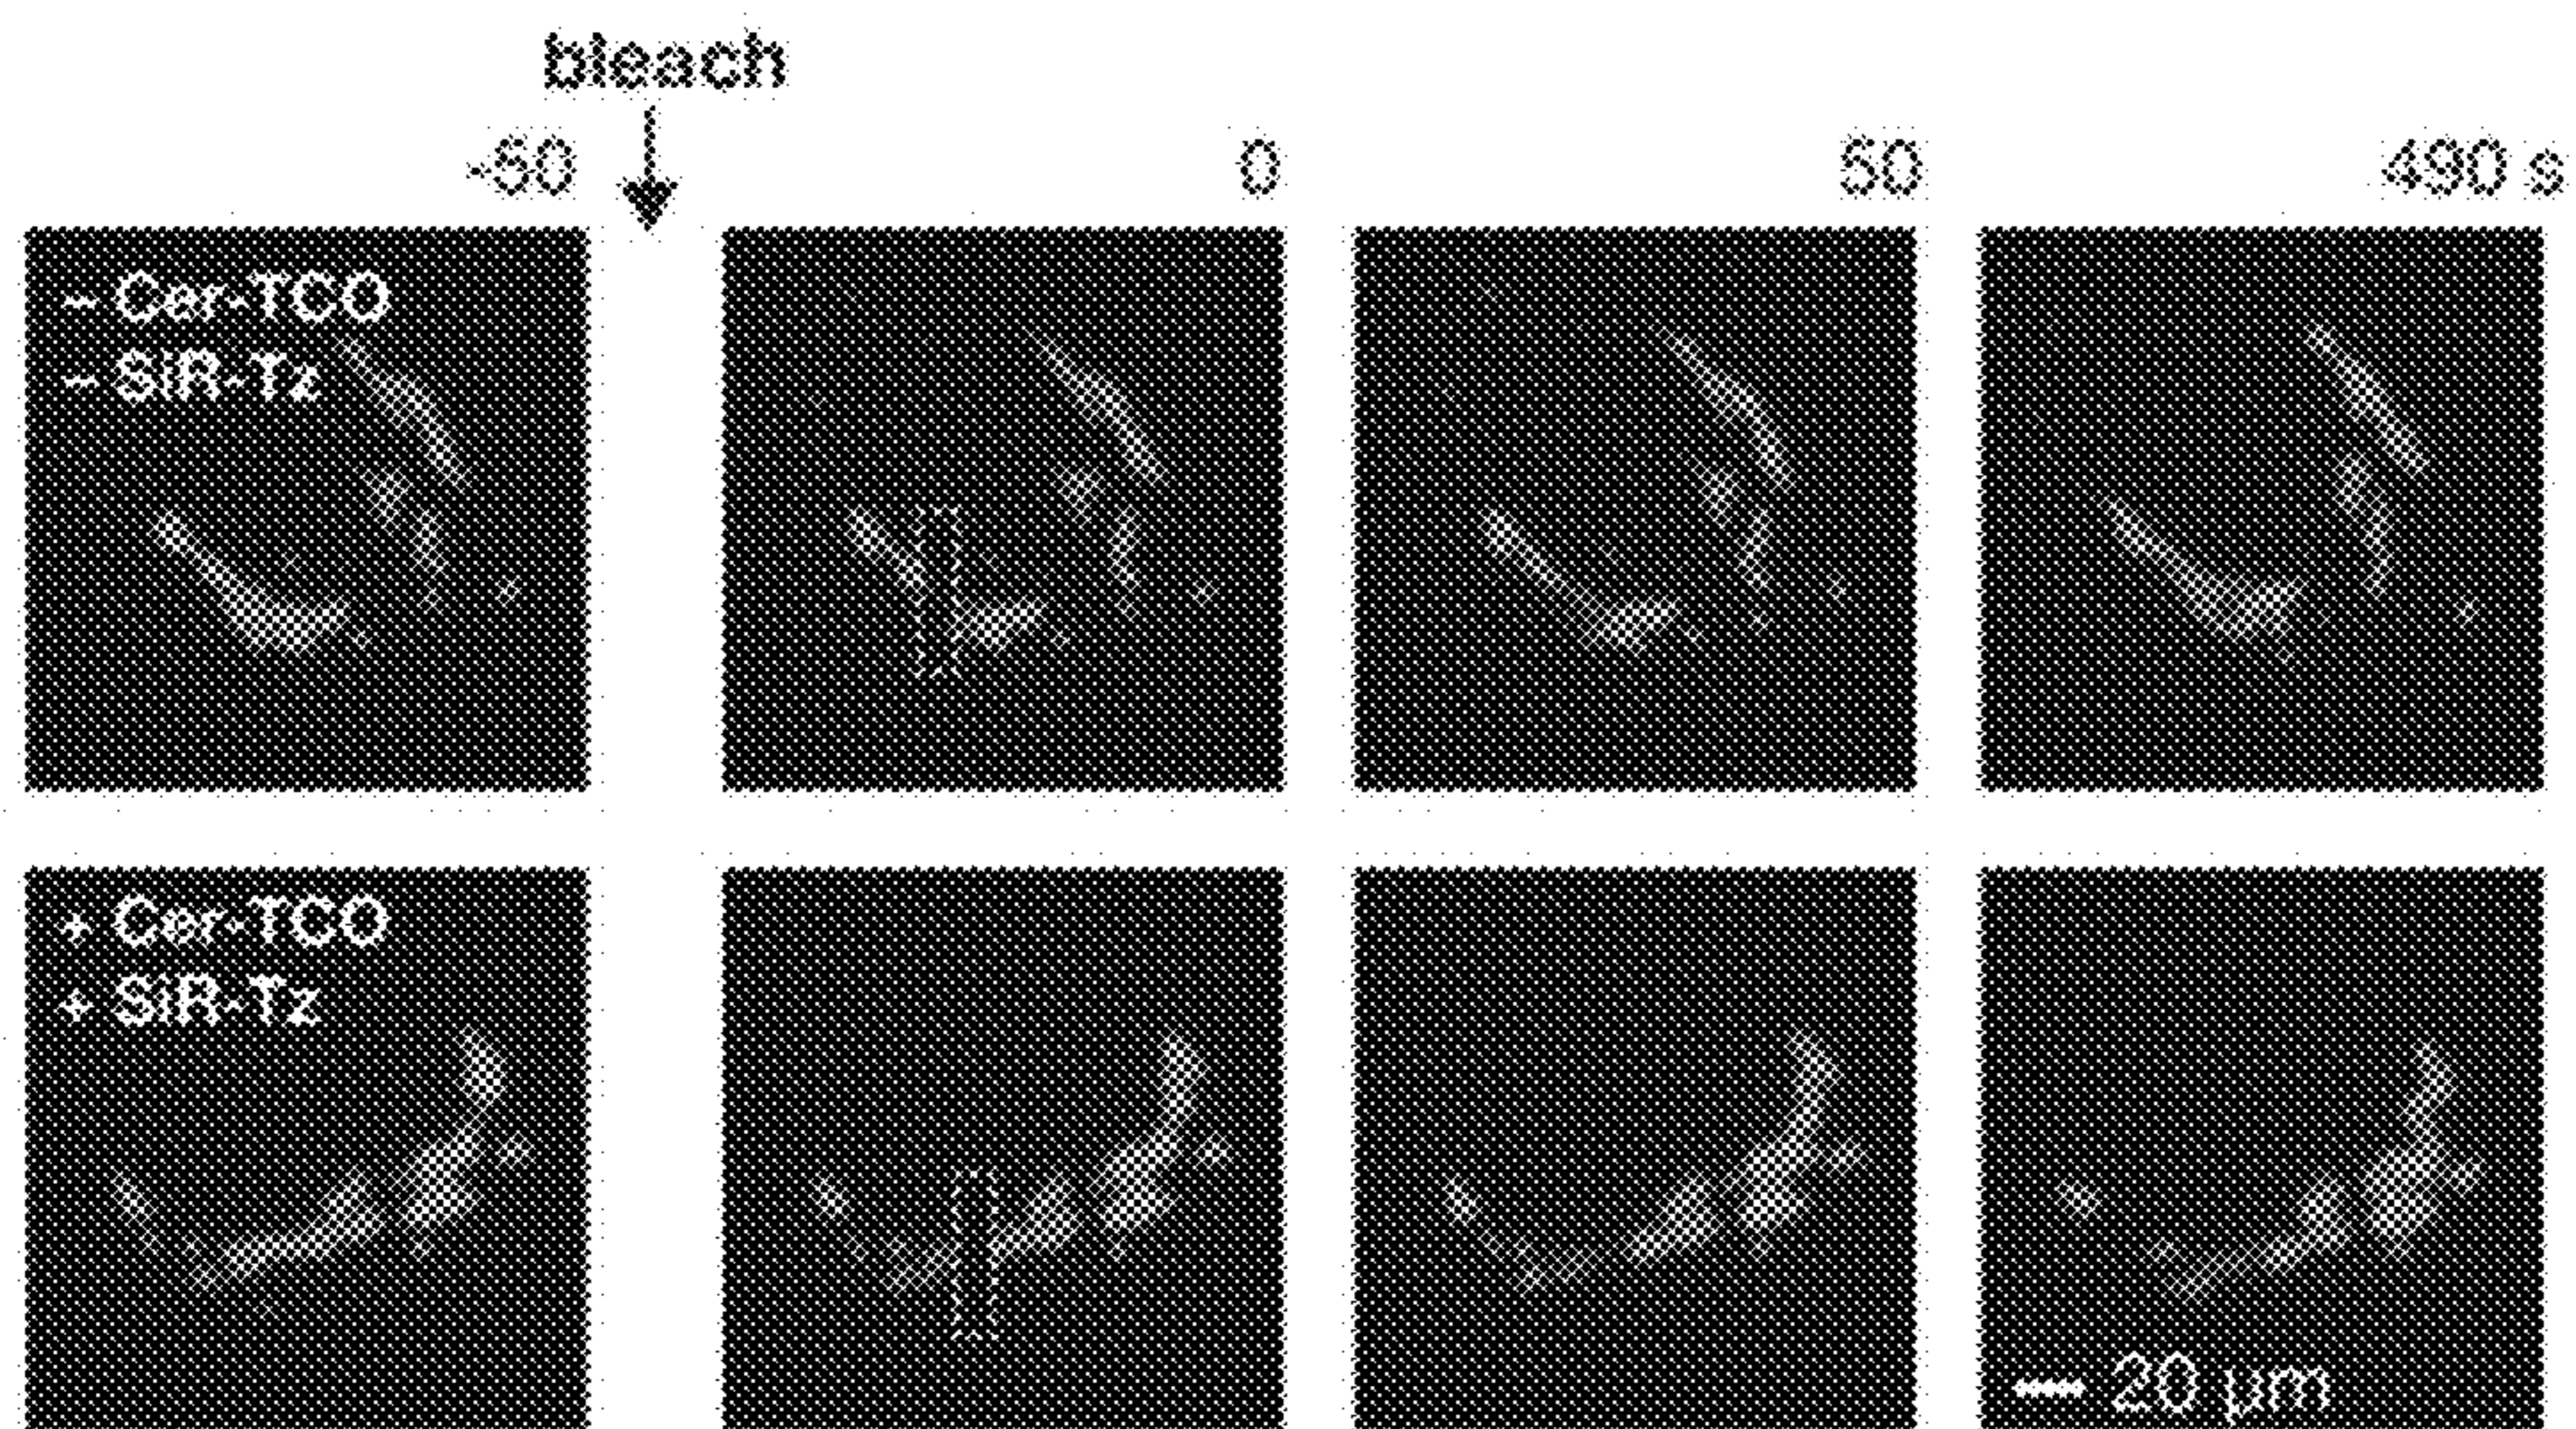 bleach
-50 0 50 490 s
- Cer-TCO
- SiR-Tz
+ Cer-TCO
+ SiR-Tz
20 µm